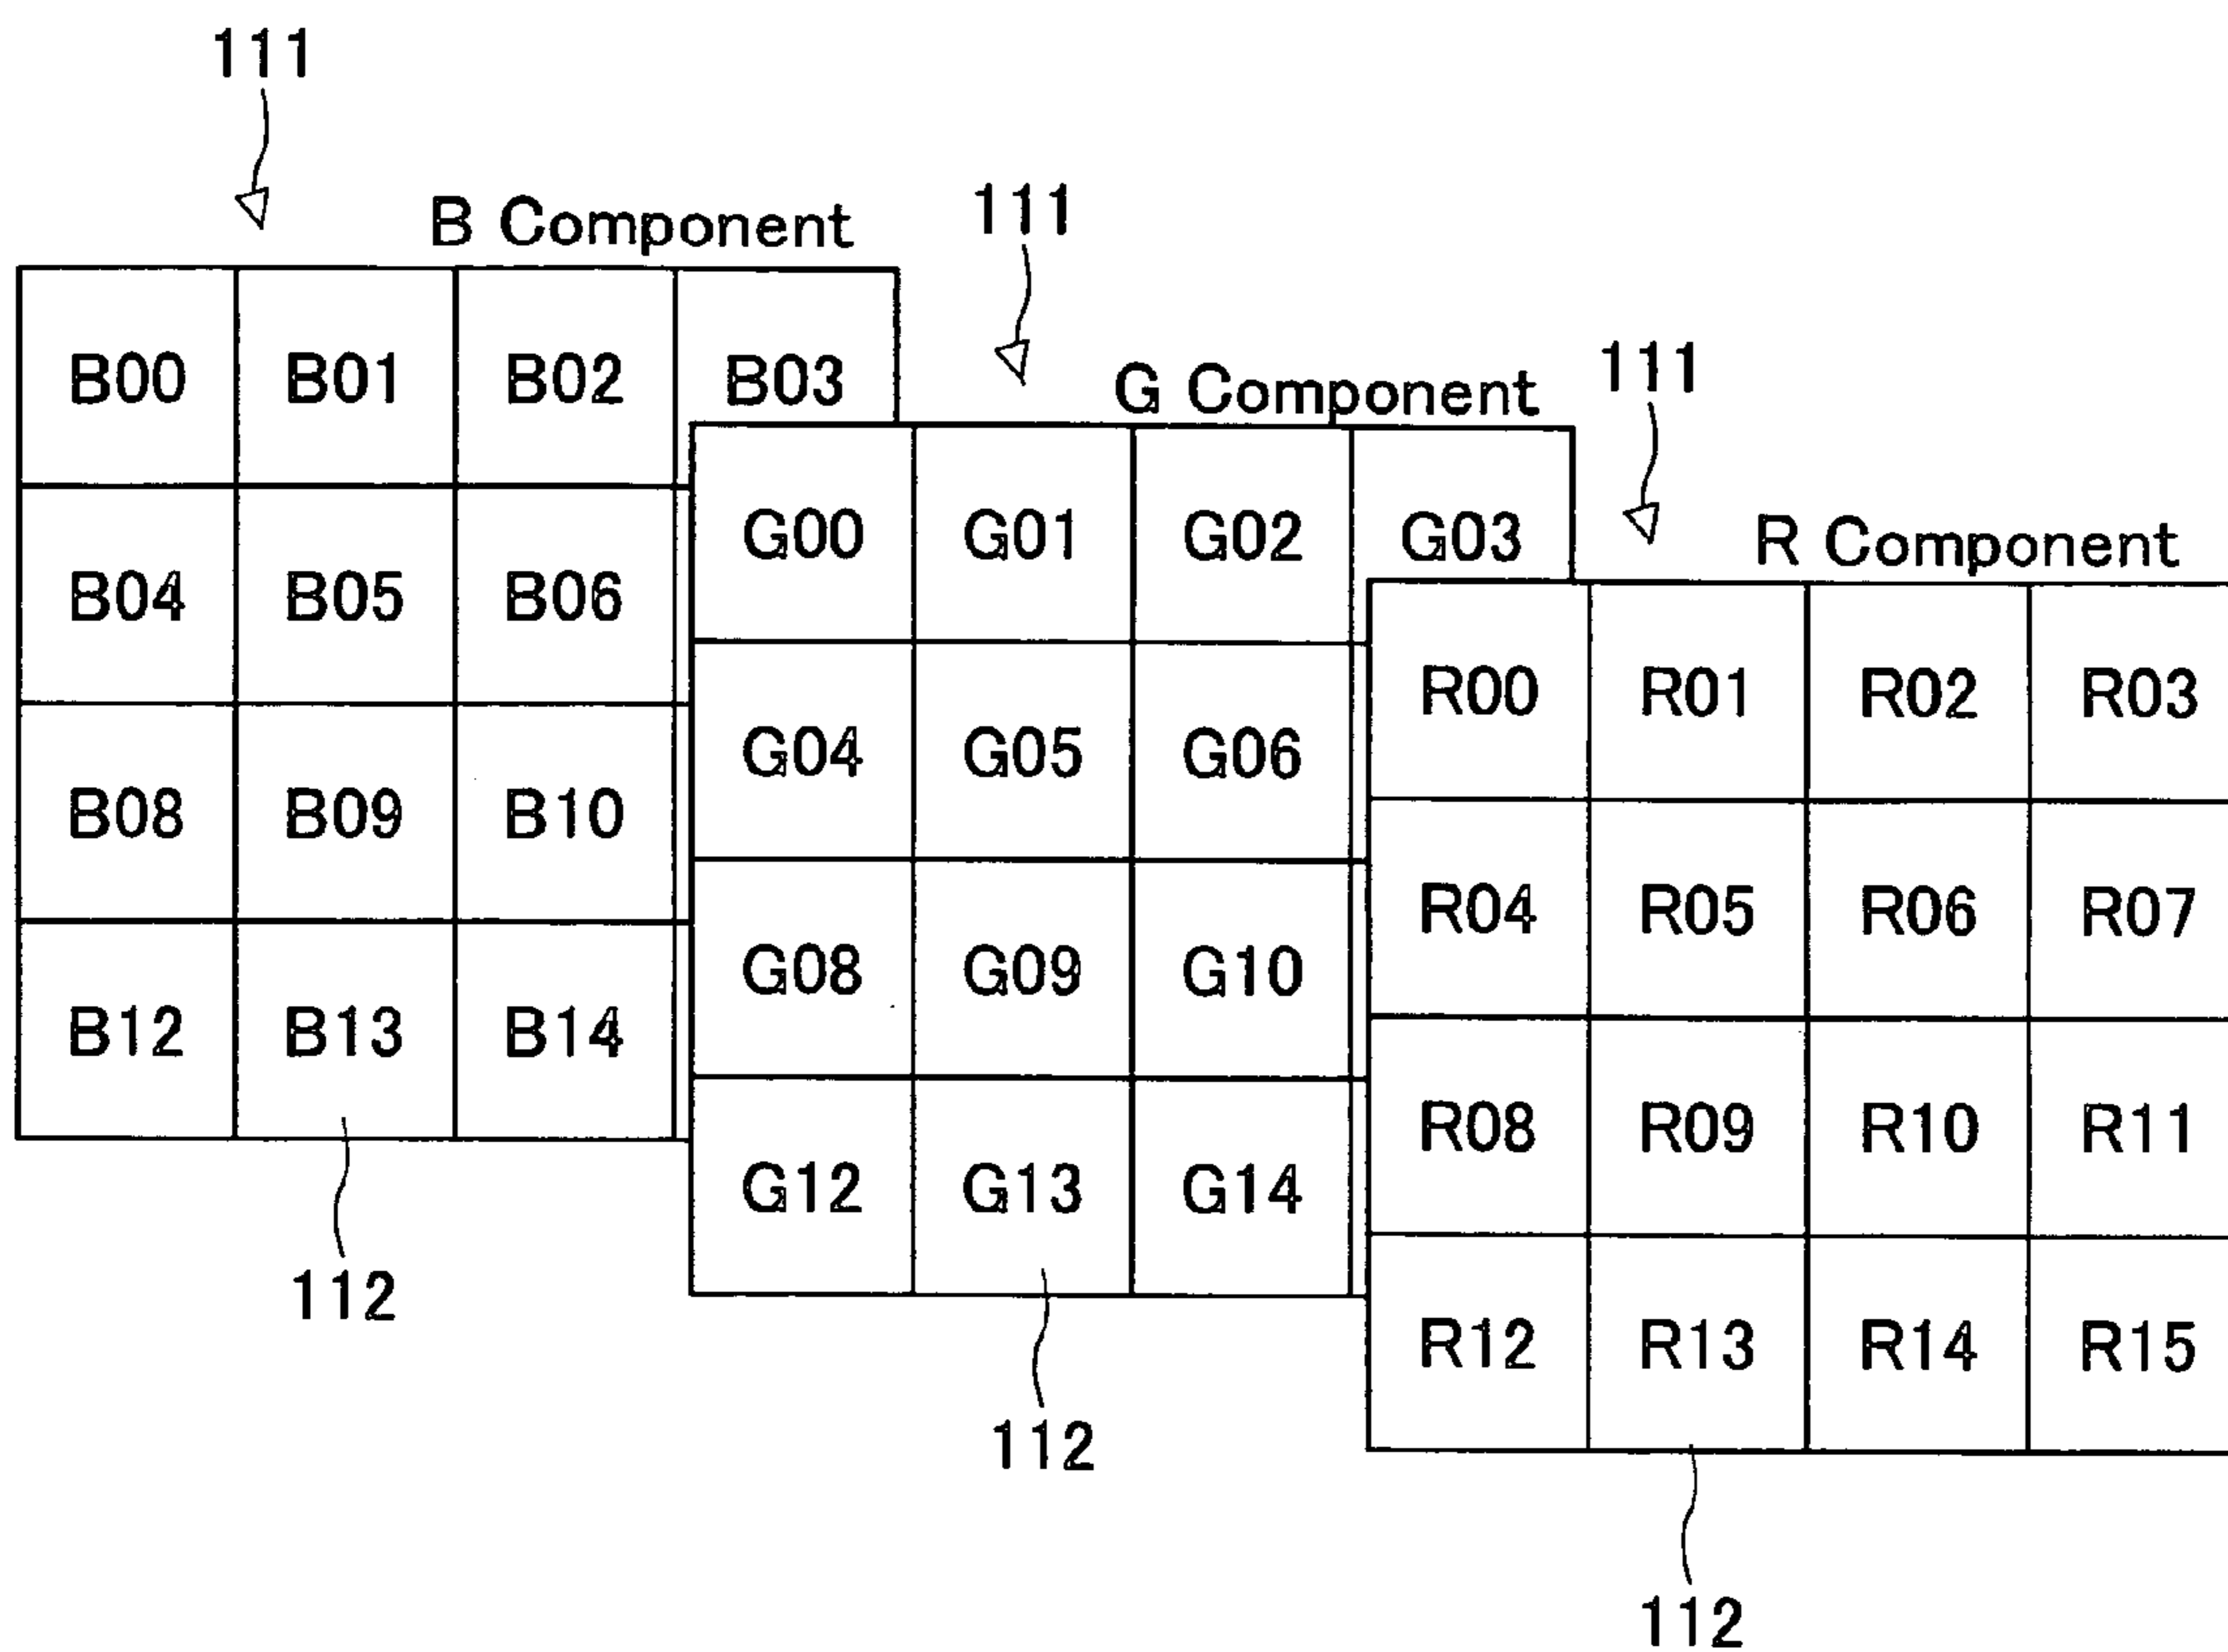 111
B Component
111
G Component
111
R Component
B00 B01 B02 B03
B04 B05 B06
B08 B09 B10
B12 B13 B14
112
G00 G01 G02 G03
G04 G05 G06
G08 G09 G10
G12 G13 G14
112
R00 R01 R02 R03
R04 R05 R06 R07
R08 R09 R10 R11
R12 R13 R14 R15
112